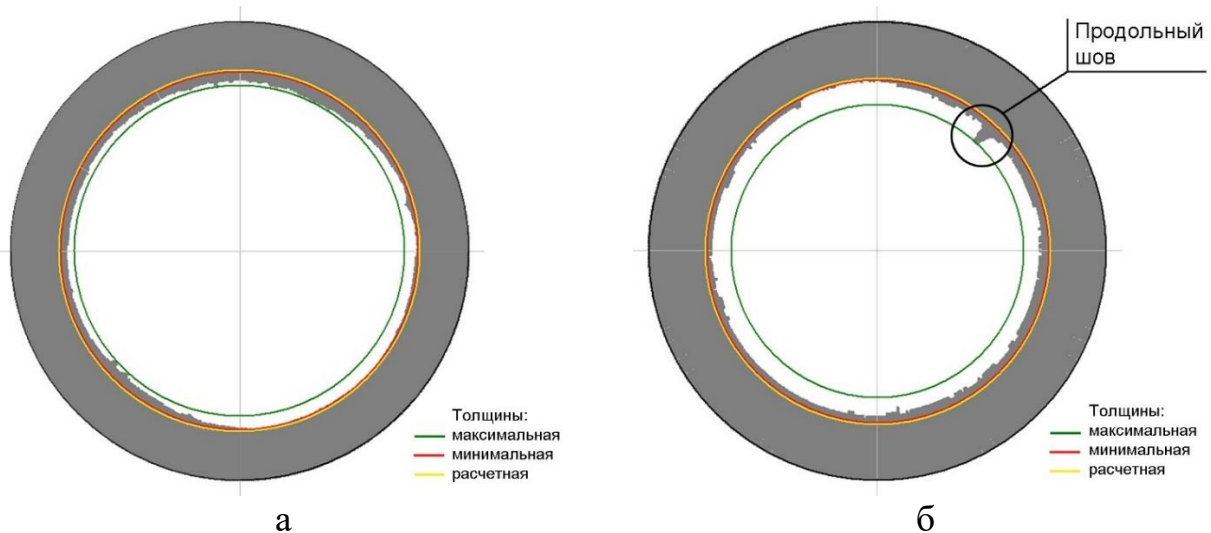 Продольный
шов
Толщины:
максимальная
минимальная
расчетная
Толщины:
максимальная
минимальная
расчетная
а
б